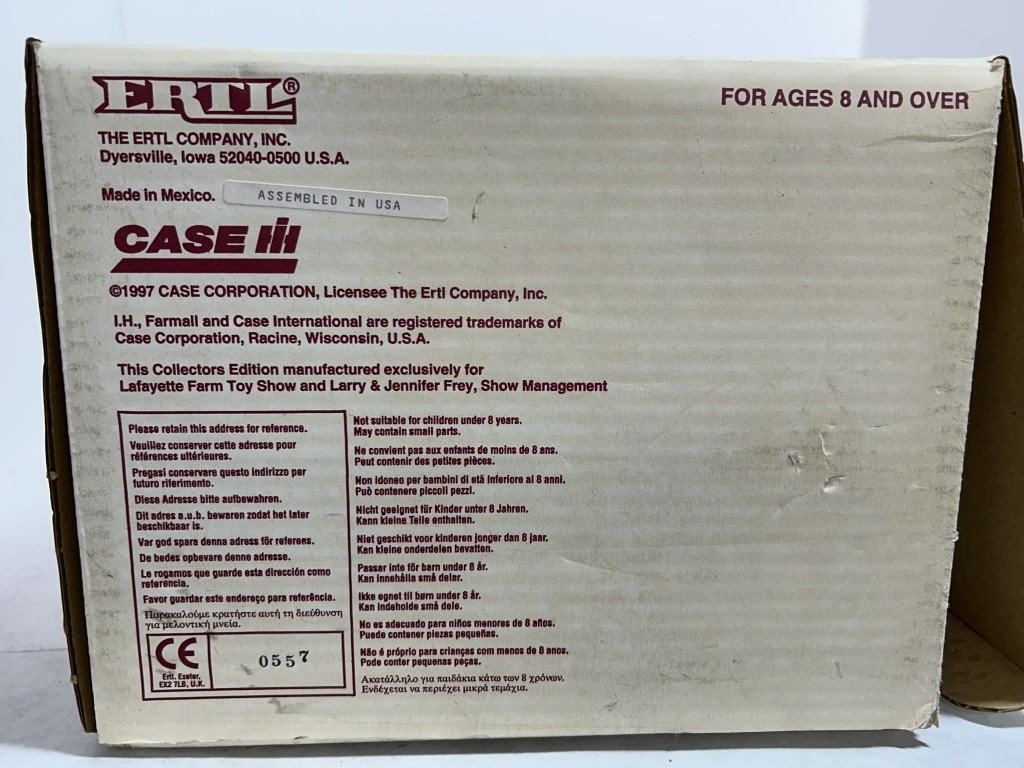 ERTL®
FOR AGES 8 AND OVER
THE ERTL COMPANY, INC.
Dyersville, Iowa 52040-0500 U.S.A.
Made in Mexico.
ASSEMBLED IN USA
CASE IH
©1997 CASE CORPORATION, Licensee The Ertl Company, Inc.
I.H., Farmall and Case International are registered trademarks of
Case Corporation, Racine, Wisconsin, U.S.A.
This Collectors Edition manufactured exclusively for
Lafayette Farm Toy Show and Larry & Jennifer Frey, Show Management
Please retain this address for reference.
Veuillez conserver cette adresse pour
références ultérieures.
Pregasi conservare questo indirizzo per
futuro riferimento.
Diese Adresse bitte aufbewahren.
Dit adres a.u.b. bewaren zodat het later
beschikbaar is.
Var god spara denna adress för referens.
De bedes opbevare denne adresse.
Le rogamos que guarde esta dirección como
referencia.
Favor guardar este endereço para referência.
Παρακαλούμε κρατήστε αυτή τη διεύθυνση
για μελοντική μνεία.
CE
Ertl. Exeter,
EX2 7LB, U.K.
0557
Not suitable for children under 8 years.
May contain small parts.
Ne convient pas aux enfants de moins de 8 ans.
Peut contenir des petites pièces.
Non idoneo per bambini di età inferiore ai 8 anni.
Può contenere piccoli pezzi.
Nicht geeignet für Kinder unter 8 Jahren.
Kann kleine Teile enthalten.
Niet geschikt voor kinderen jonger dan 8 jaar.
Kan kleine onderdelen bevatten.
Passar inte för barn under 8 år.
Kan innehålla små delar.
Ikke egnet til børn under 8 år.
Kan indeholde små dele.
No es adecuado para niños menores de 8 años.
Puede contener piezas pequeñas.
Não é próprio para crianças com menos de 8 anos.
Pode conter pequenas peças.
Ακατάλληλο για παιδάκια κάτω των 8 χρόνων.
Ενδέχεται να περιέχει μικρά τεμάχια.